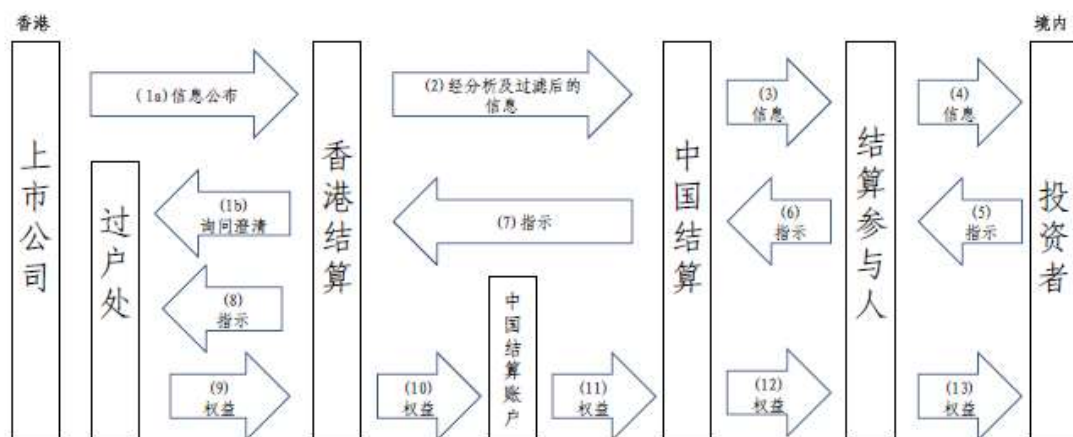 香港
境内
(1a)信息公布
(2)经分析及过滤后的
信息
(3)
信息
(4)
信息
上市公司
过户处
香港结算
中国结算
结算参与人
投资者
(1b)
询问澄清
(7)指示
(6)
指示
(5)
指示
(8)
指示
中国结算账户
(9)
权益
(10)
权益
(11)
权益
(12)
权益
(13)
权益